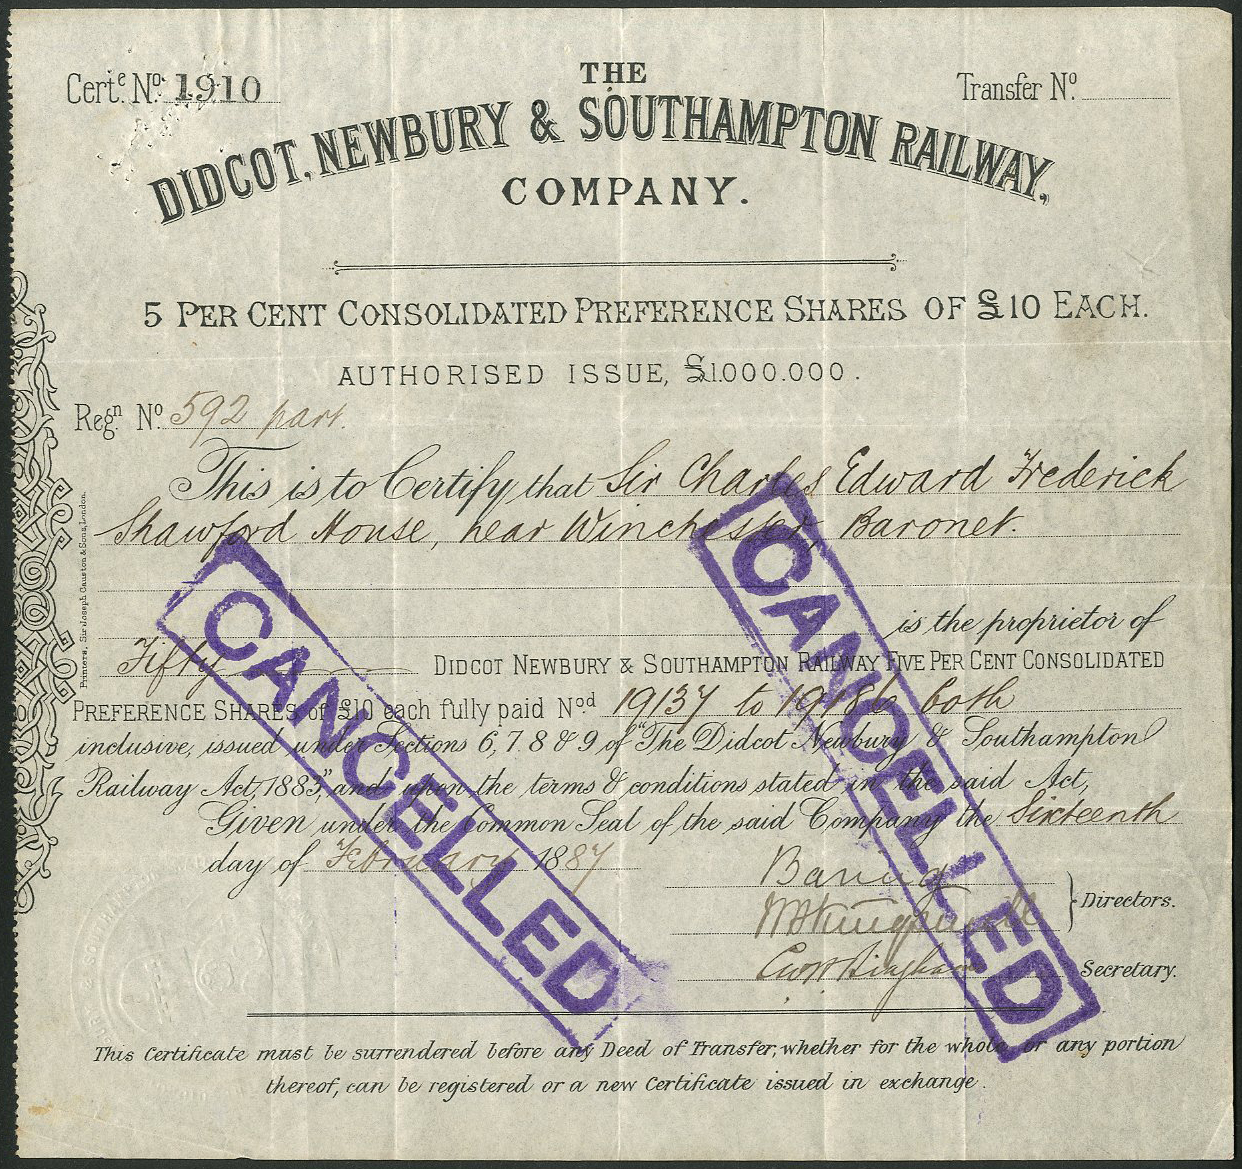 Certe. No. 1910
Transfer No.
THE
DIDCOT, NEWBURY & SOUTHAMPTON RAILWAY,
COMPANY.
5 PER CENT CONSOLIDATED PREFERENCE SHARES OF £10 EACH.
AUTHORISED ISSUE, £1.000.000.
Regn. No. 592 part.
This is to Certify that Sir Charles Edward Frederick
Shawford House, near Winchester, Baronet.
is the proprietor of
Fifty DIDCOT NEWBURY & SOUTHAMPTON RAILWAY FIVE PER CENT CONSOLIDATED
PREFERENCE SHARES of £10 each fully paid Nod 19137 to 19186 both
inclusive, issued under Sections 6, 7. 8 & 9 of "The Didcot Newbury & Southampton
Railway Act, 1883", and upon the terms & conditions stated in the said Act,
Given under the Common Seal of the said Company the Sixteenth
day of February 1887
Baring
Directors.
Secretary.
This Certificate must be surrendered before any Deed of Transfer, whether for the whole or any portion
thereof, can be registered or a new Certificate issued in exchange.
Printers, Sir Joseph Causton & Sons, London.
CANCELLED
CANCELLED